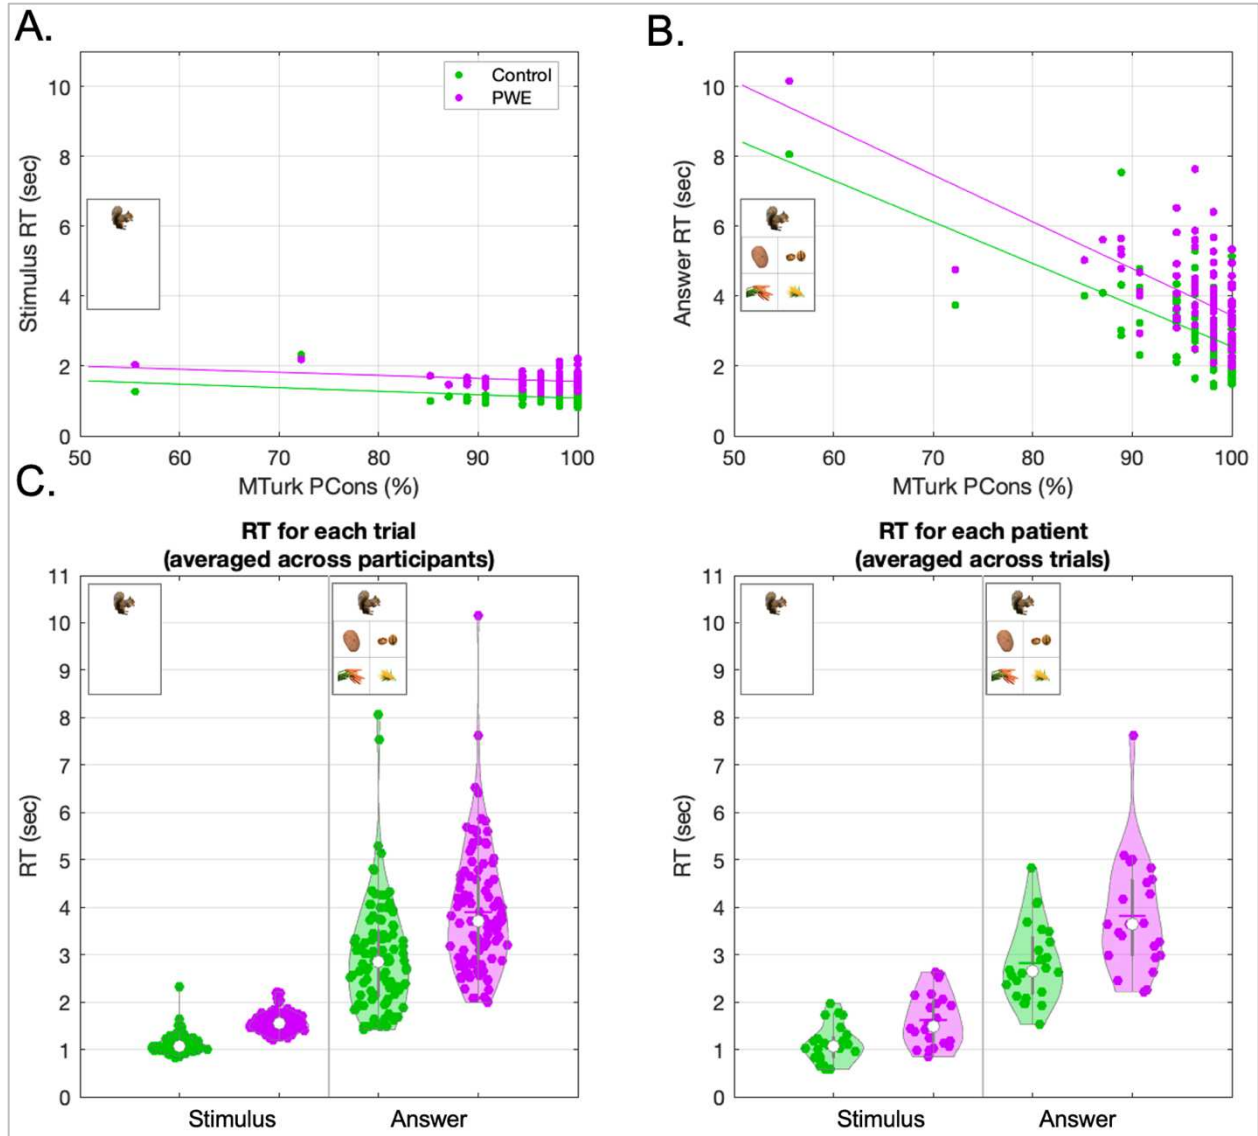 A.
B.
10
8
6
4
2
0
Stimulus RT (sec)
Control
PWE
50 60 70 80 90 100
MTurk PCons (%)
10
8
6
4
2
0
Answer RT (sec)
50 60 70 80 90 100
MTurk PCons (%)
C.
RT for each trial
(averaged across participants)
11
10
9
8
7
6
5
4
3
2
1
0
RT (sec)
Stimulus Answer
RT for each patient
(averaged across trials)
11
10
9
8
7
6
5
4
3
2
1
0
RT (sec)
Stimulus Answer